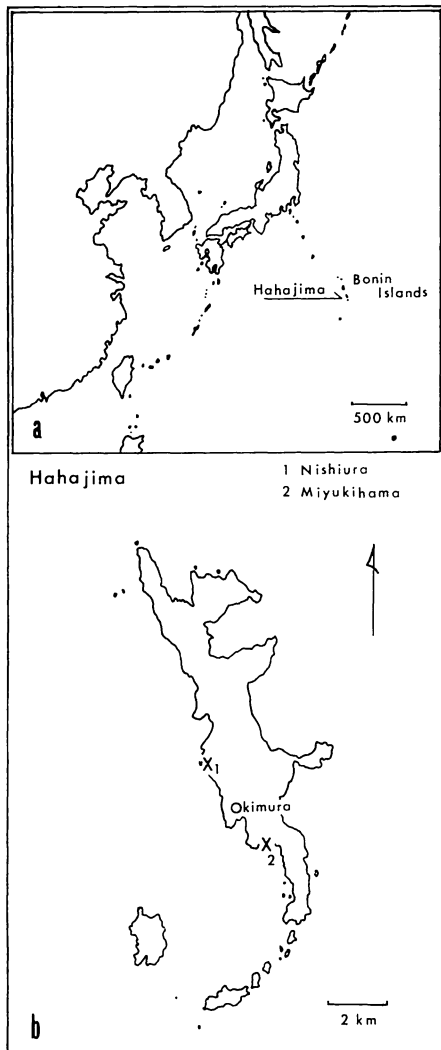 Bonin
Islands
Hahajima
500 km
a
Hahajima
1 Nishiura
2 Miyukihama
X1
Okimura
X
2
2 km
b